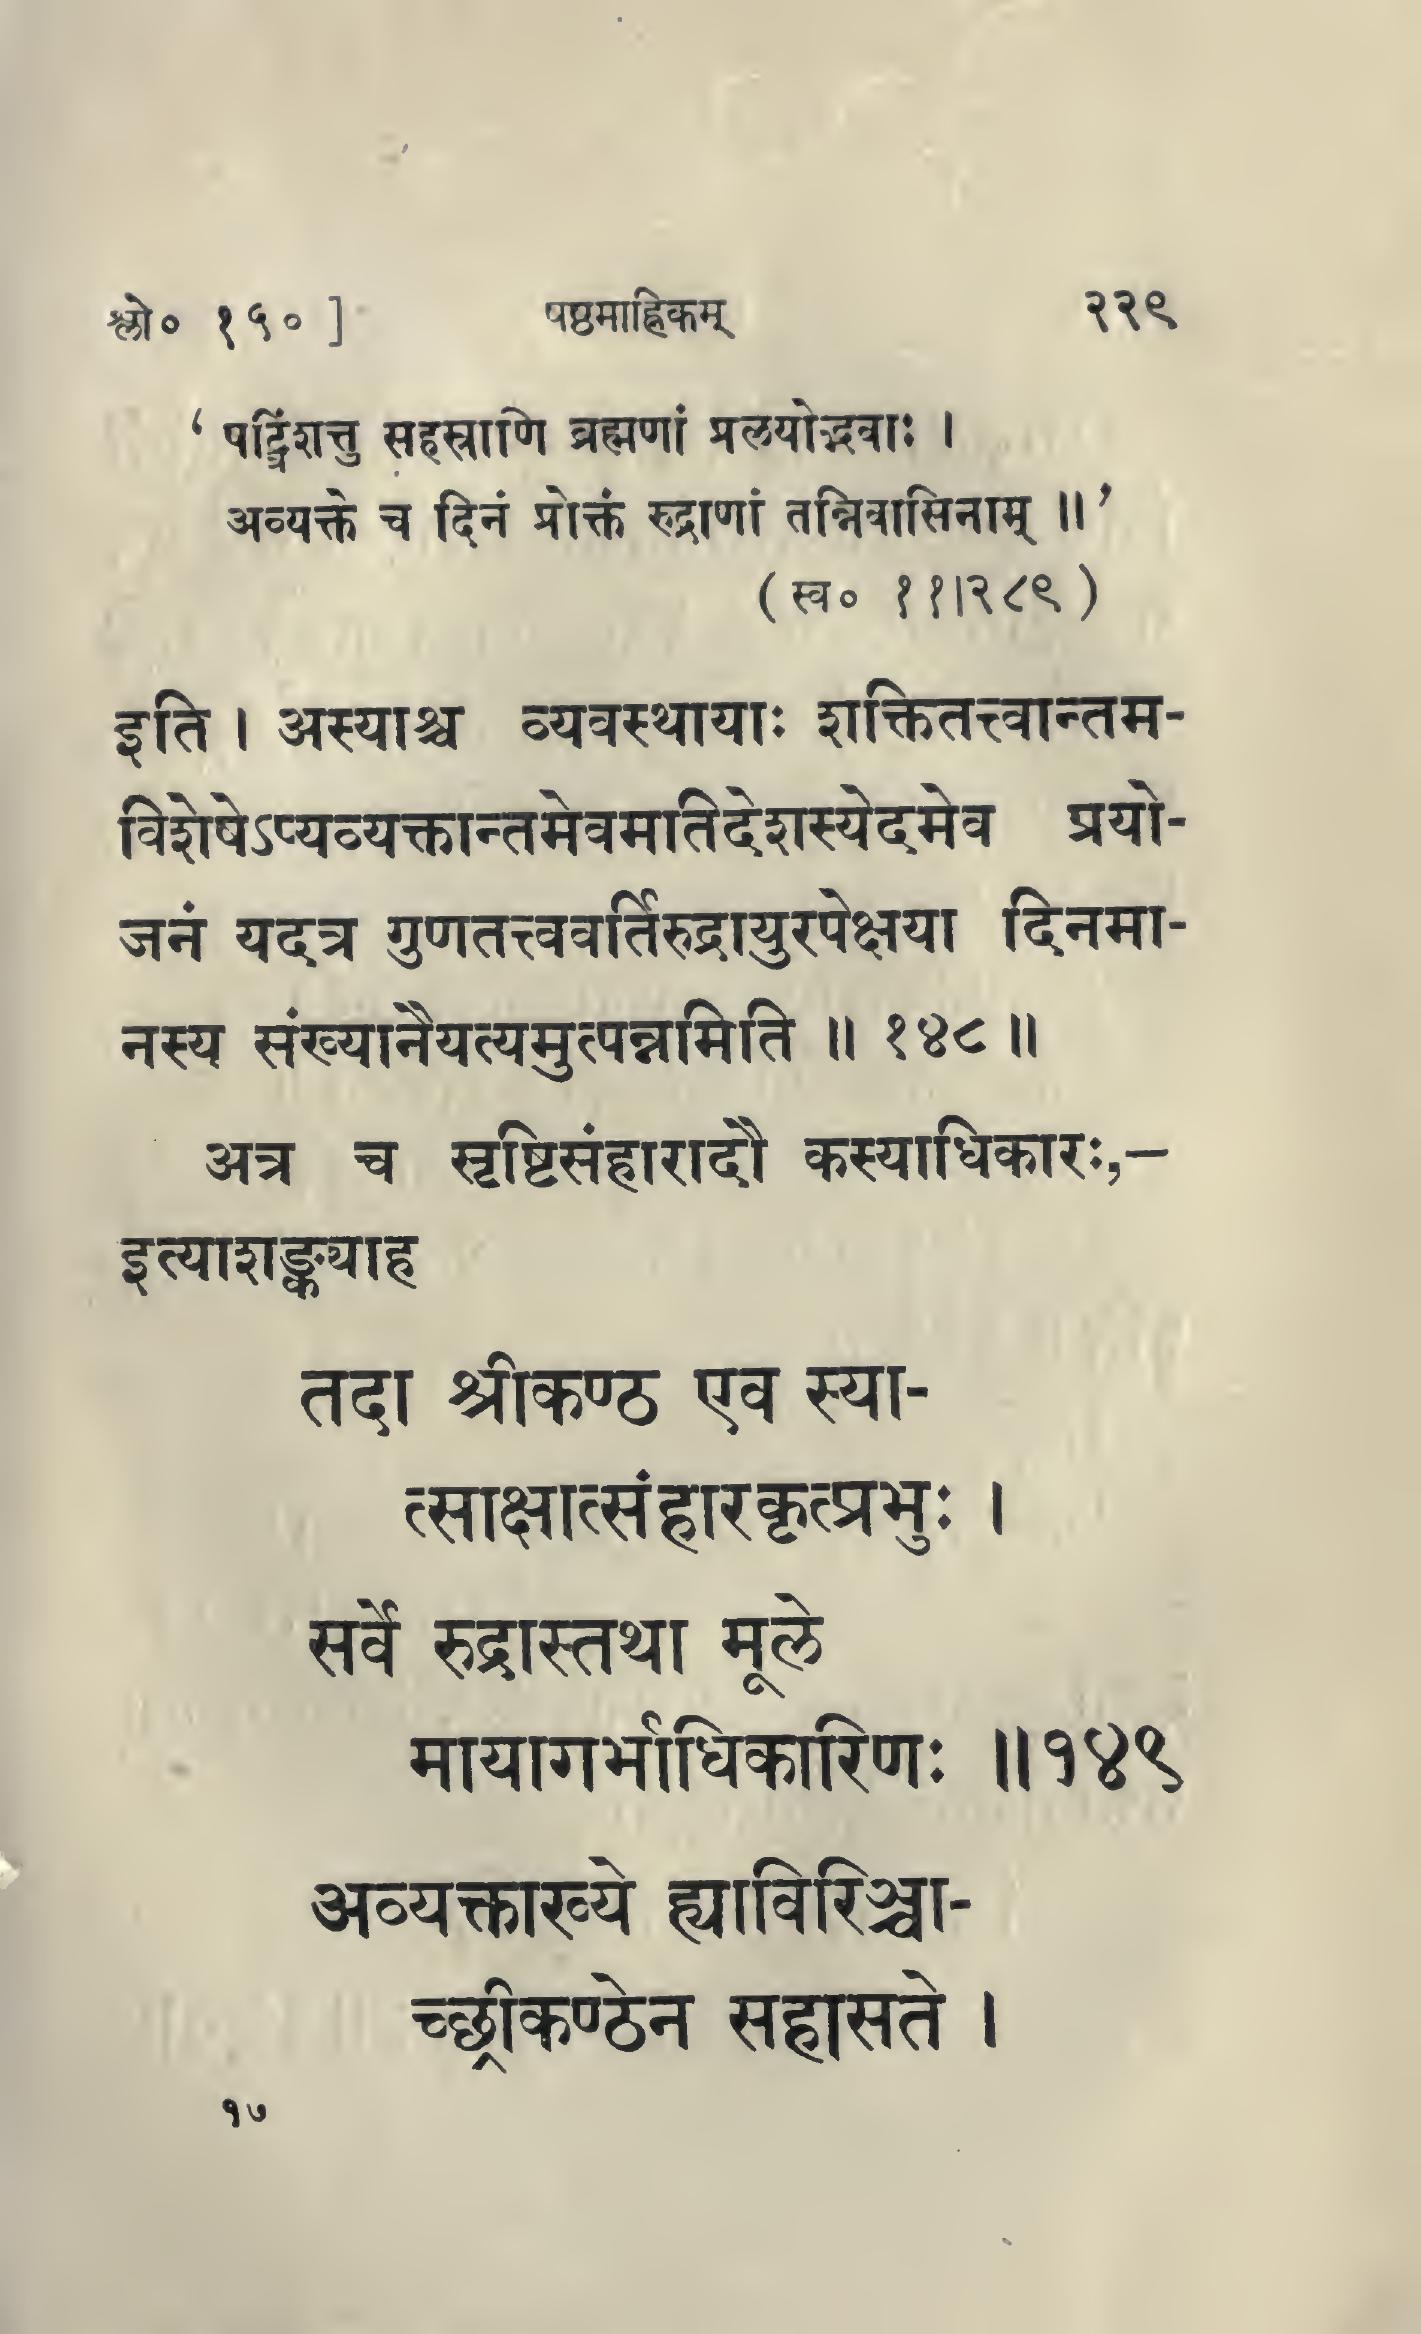 श्लो० १५० ] षष्ठमाह्निकम् २२९
‘ षट्त्रिंशत्तु सहस्राणि ब्रह्मणां प्रलयोद्भवाः ।
अव्यक्ते च दिनं प्रोक्तं रुद्राणां तन्निवासिनाम् ॥’
( स्व० ११।२८९ )
इति । अस्याश्च व्यवस्थायाः शक्तितत्त्वान्तम-
विशेषेऽप्यव्यक्तान्तमेवमतिदेशस्येदमेव प्रयो-
जनं यदत्र गुणतत्त्ववर्तिरुद्रायुरपेक्षया दिनमा-
नस्य संख्यानैयत्यमुत्पन्नमिति ॥ १४८ ॥
अत्र च सृष्टिसंहारादौ कस्याधिकारः,—
इत्याशङ्क्याह
तदा श्रीकण्ठ एव स्या-
त्साक्षात्संहारकृत्प्रभुः ।
सर्वे रुद्रास्तथा मूले
मायागर्भाधिकारिणः ॥१४९
अव्यक्ताख्ये ह्याविरिञ्चा-
च्छ्रीकण्ठेन सहासते ।
१७